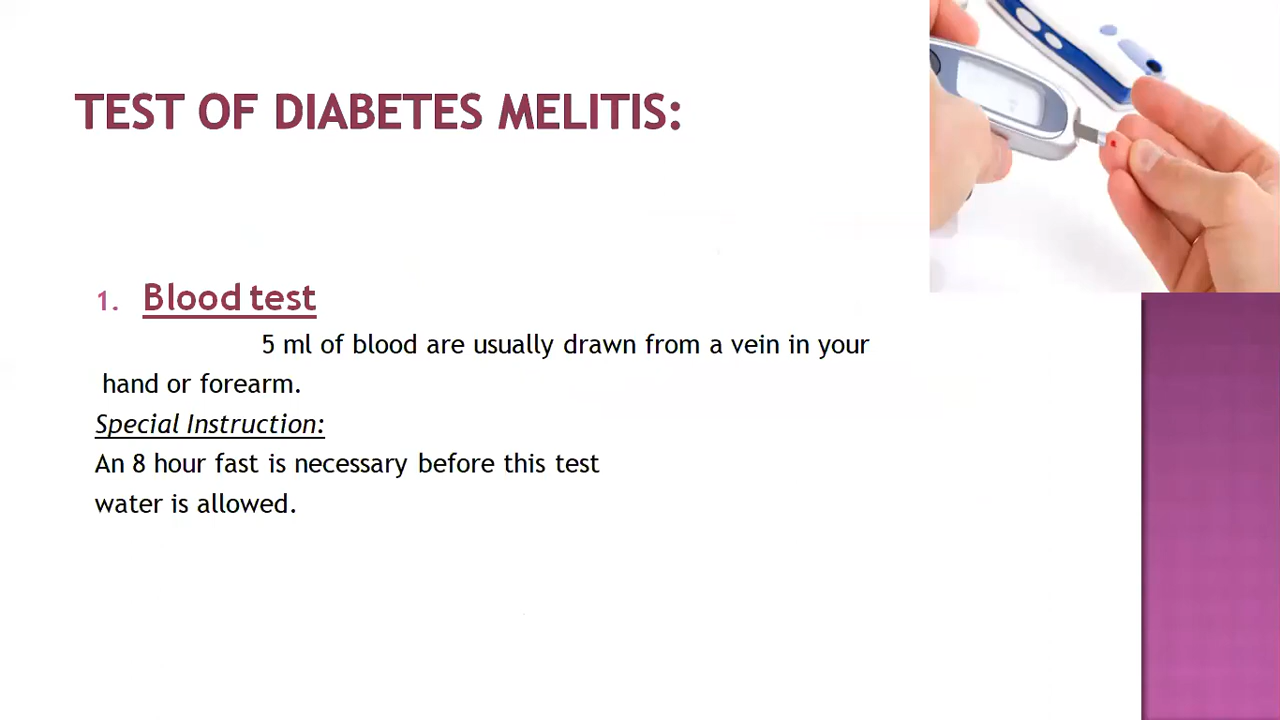 TEST OF DIABETES MELITIS:
1. Blood test
5 ml of blood are usually drawn from a vein in your
hand or forearm.
Special Instruction:
An 8 hour fast is necessary before this test
water is allowed.